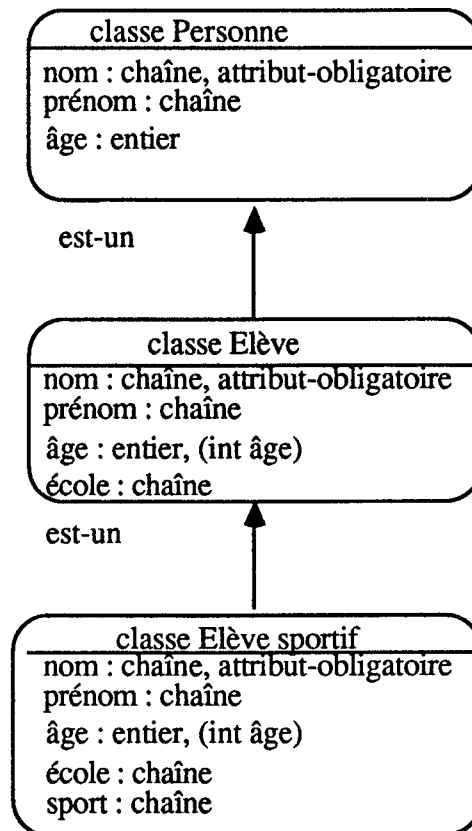 classe Personne
nom : chaîne, attribut-obligatoire
prénom : chaîne
âge : entier
est-un
classe Elève
nom : chaîne, attribut-obligatoire
prénom : chaîne
âge : entier, (int âge)
école : chaîne
est-un
classe Elève sportif
nom : chaîne, attribut-obligatoire
prénom : chaîne
âge : entier, (int âge)
école : chaîne
sport : chaîne